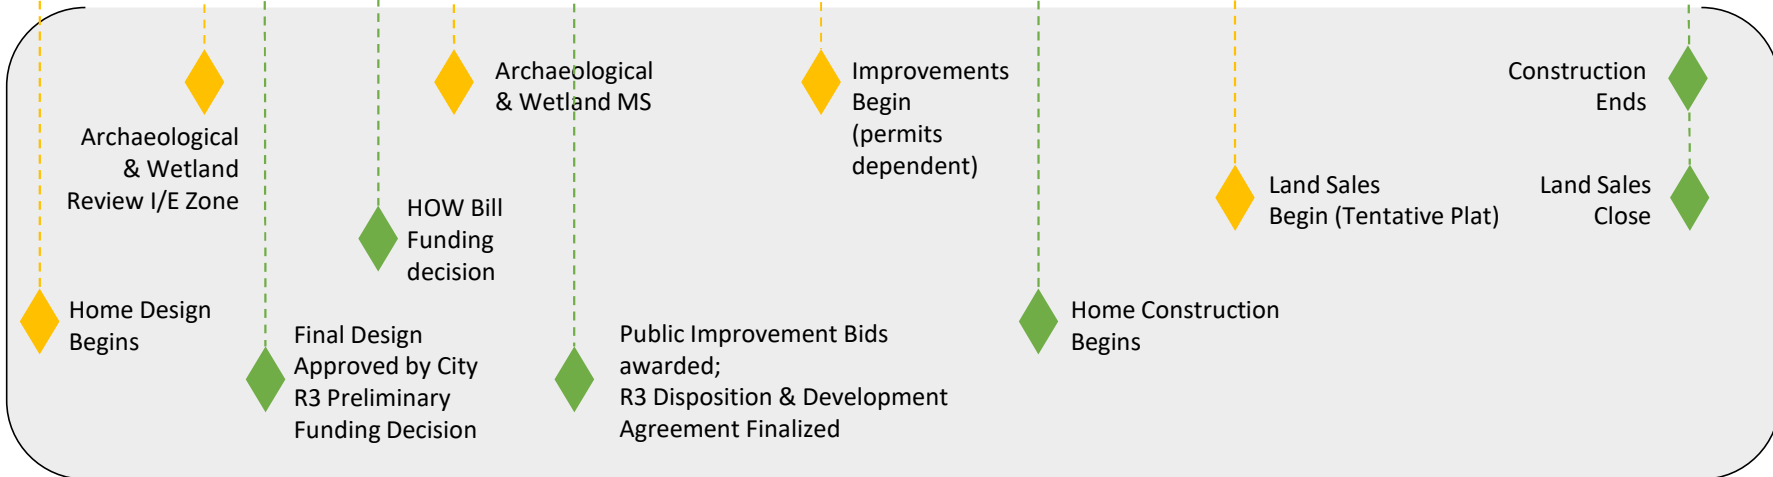 Archaeological
& Wetland
Review I/E Zone
Home Design
Begins
Final Design
Approved by City
R3 Preliminary
Funding Decision
HOW Bill
Funding
decision
Archaeological
& Wetland MS
Public Improvement Bids
awarded;
R3 Disposition & Development
Agreement Finalized
Improvements
Begin
(permits
dependent)
Home Construction
Begins
Land Sales
Begin (Tentative Plat)
Construction
Ends
Land Sales
Close